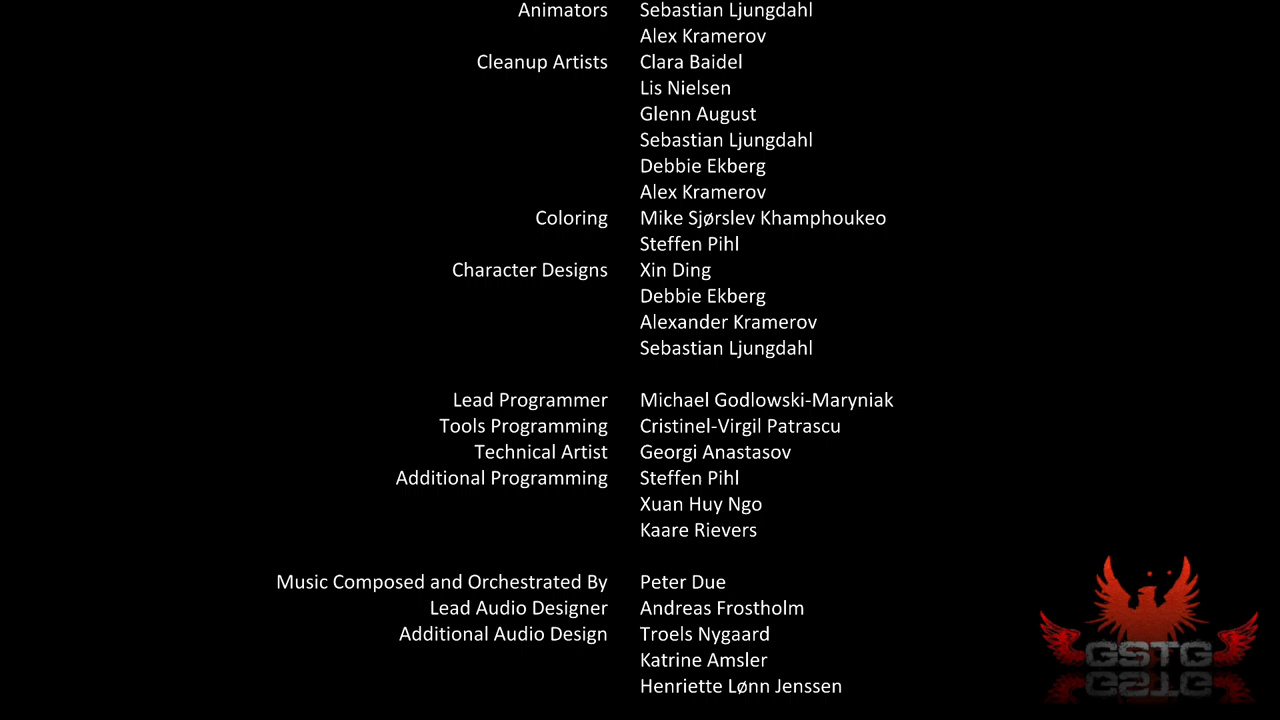 Animators Sebastian Ljungdahl
Alex Kramerov
Cleanup Artists Clara Baidel
Lis Nielsen
Glenn August
Sebastian Ljungdahl
Debbie Ekberg
Alex Kramerov
Coloring Mike Sjørslev Khamphoukeo
Steffen Pihl
Character Designs Xin Ding
Debbie Ekberg
Alexander Kramerov
Sebastian Ljungdahl
Lead Programmer Michael Godlowski-Maryniak
Tools Programming Cristinel-Virgil Patrascu
Technical Artist Georgi Anastasov
Additional Programming Steffen Pihl
Xuan Huy Ngo
Kaare Rievers
Music Composed and Orchestrated By Peter Due
Lead Audio Designer Andreas Frostholm
Additional Audio Design Troels Nygaard
Katrine Amsler
Henriette Lønn Jenssen
GSTG